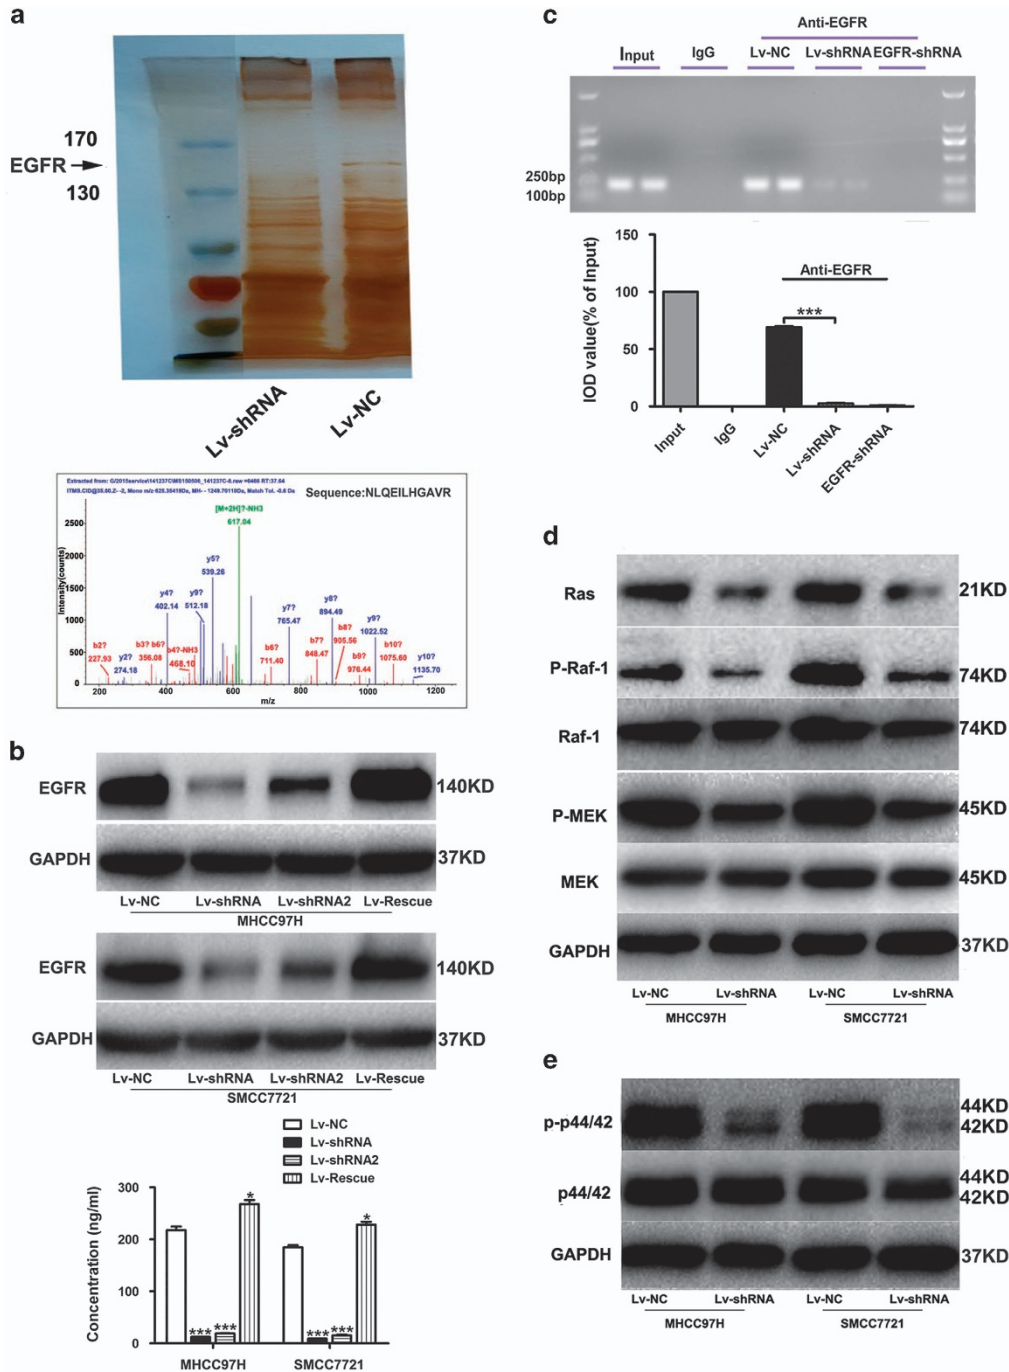 a
170
EGFR
130
Lv-shRNA
Lv-NC
Sequence:NLQEILHGAVR
[M+2H]?-NH3
617.04
Intensity(counts)
2500
2000
1500
1000
500
0
y5?
539.26
y4?
402.14
y9?
512.18
y7?
765.47
y8?
894.49
b8?
905.56
y9?
1022.52
b2?
227.93
y2?
274.18
b3? b6?
356.08
b4?-NH3
468.10
b6?
711.40
b7?
848.47
b9?
976.44
b10?
1075.60
y10?
1135.70
200 400 600 800 1000 1200
m/z
b
EGFR 140KD
GAPDH 37KD
Lv-NC Lv-shRNA Lv-shRNA2 Lv-Rescue
MHCC97H
EGFR 140KD
GAPDH 37KD
Lv-NC Lv-shRNA Lv-shRNA2 Lv-Rescue
SMCC7721
Lv-NC
Lv-shRNA
Lv-shRNA2
Lv-Rescue
Concentration (ng/ml)
300
200
100
0
*** *** *
*** *** *
MHCC97H SMCC7721
c
Anti-EGFR
Input IgG Lv-NC Lv-shRNA EGFR-shRNA
250bp
100bp
IOD value(% of Input)
150
100
50
0
Anti-EGFR
***
Input
IgG
Lv-NC
Lv-shRNA
EGFR-shRNA
d
Ras 21KD
P-Raf-1 74KD
Raf-1 74KD
P-MEK 45KD
MEK 45KD
GAPDH 37KD
Lv-NC Lv-shRNA Lv-NC Lv-shRNA
MHCC97H SMCC7721
e
p-p44/42
44KD
42KD
p44/42
44KD
42KD
GAPDH 37KD
Lv-NC Lv-shRNA Lv-NC Lv-shRNA
MHCC97H SMCC7721